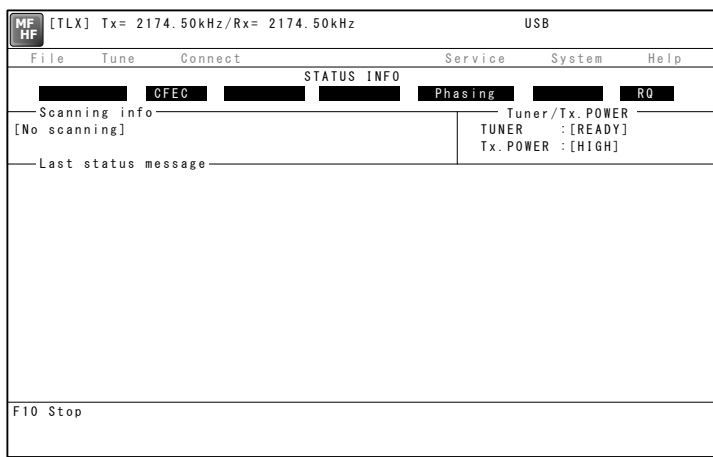 MF
HF
[TLX] Tx= 2174.50kHz/Rx= 2174.50kHz USB
File Tune Connect Service System Help
STATUS INFO
CFEC Phasing RQ
Scanning info
Tuner/Tx.POWER
[No scanning]
TUNER :[READY]
Tx.POWER :[HIGH]
Last status message
F10 Stop